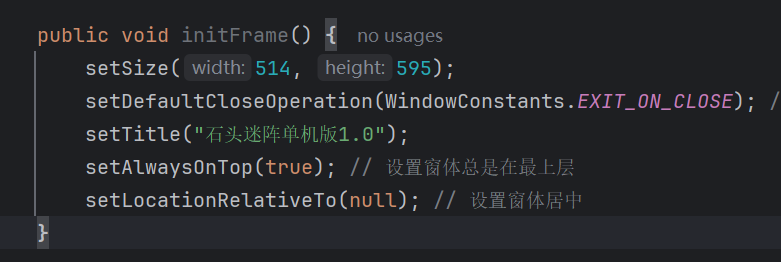 public void initFrame() { no usages
setSize( width: 514, height: 595);
setDefaultCloseOperation(WindowConstants.EXIT_ON_CLOSE); /
setTitle("石头迷阵单机版1.0");
setAlwaysOnTop(true); // 设置窗体总是在最上层
setLocationRelativeTo(null); // 设置窗体居中
}